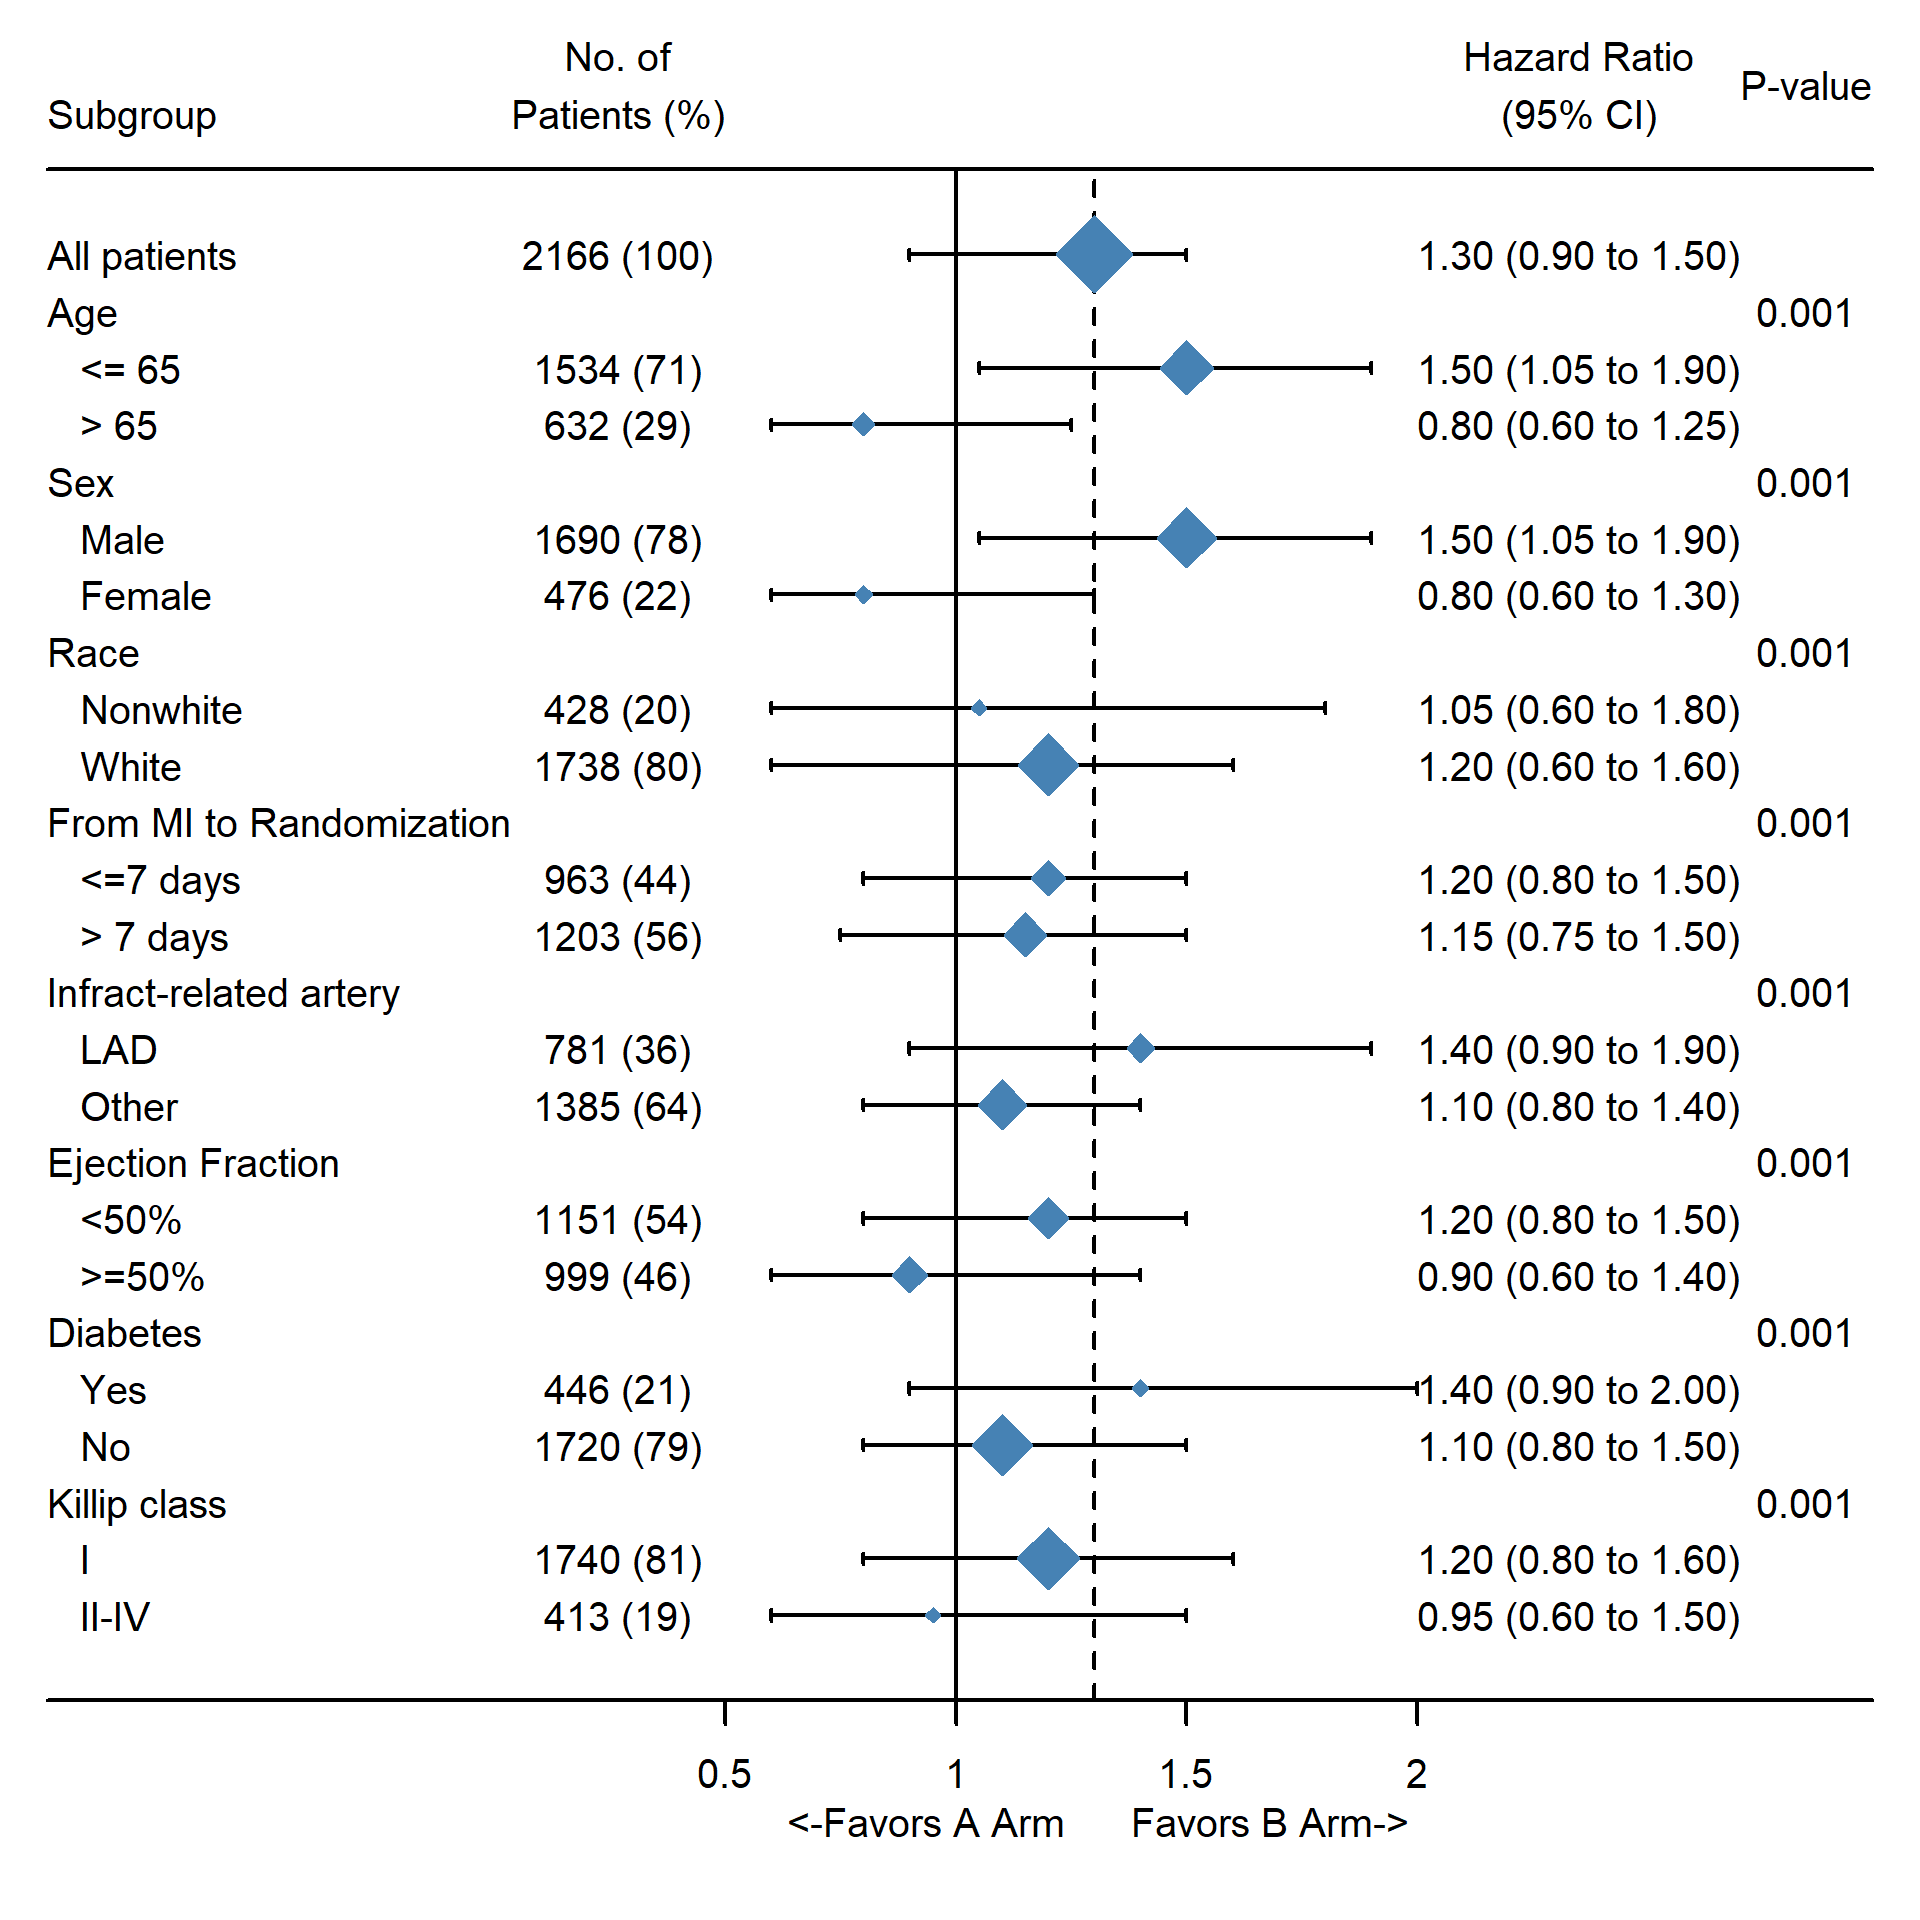 No. of Hazard Ratio
Subgroup Patients (%) (95% CI) P-value
All patients 2166 (100) 1.30 (0.90 to 1.50)
Age 0.001
<= 65 1534 (71) 1.50 (1.05 to 1.90)
> 65 632 (29) 0.80 (0.60 to 1.25)
Sex 0.001
Male 1690 (78) 1.50 (1.05 to 1.90)
Female 476 (22) 0.80 (0.60 to 1.30)
Race 0.001
Nonwhite 428 (20) 1.05 (0.60 to 1.80)
White 1738 (80) 1.20 (0.60 to 1.60)
From MI to Randomization 0.001
<=7 days 963 (44) 1.20 (0.80 to 1.50)
> 7 days 1203 (56) 1.15 (0.75 to 1.50)
Infract-related artery 0.001
LAD 781 (36) 1.40 (0.90 to 1.90)
Other 1385 (64) 1.10 (0.80 to 1.40)
Ejection Fraction 0.001
<50% 1151 (54) 1.20 (0.80 to 1.50)
>=50% 999 (46) 0.90 (0.60 to 1.40)
Diabetes 0.001
Yes 446 (21) 1.40 (0.90 to 2.00)
No 1720 (79) 1.10 (0.80 to 1.50)
Killip class 0.001
I 1740 (81) 1.20 (0.80 to 1.60)
II-IV 413 (19) 0.95 (0.60 to 1.50)
0.5 1 1.5 2
<-Favors A Arm Favors B Arm->